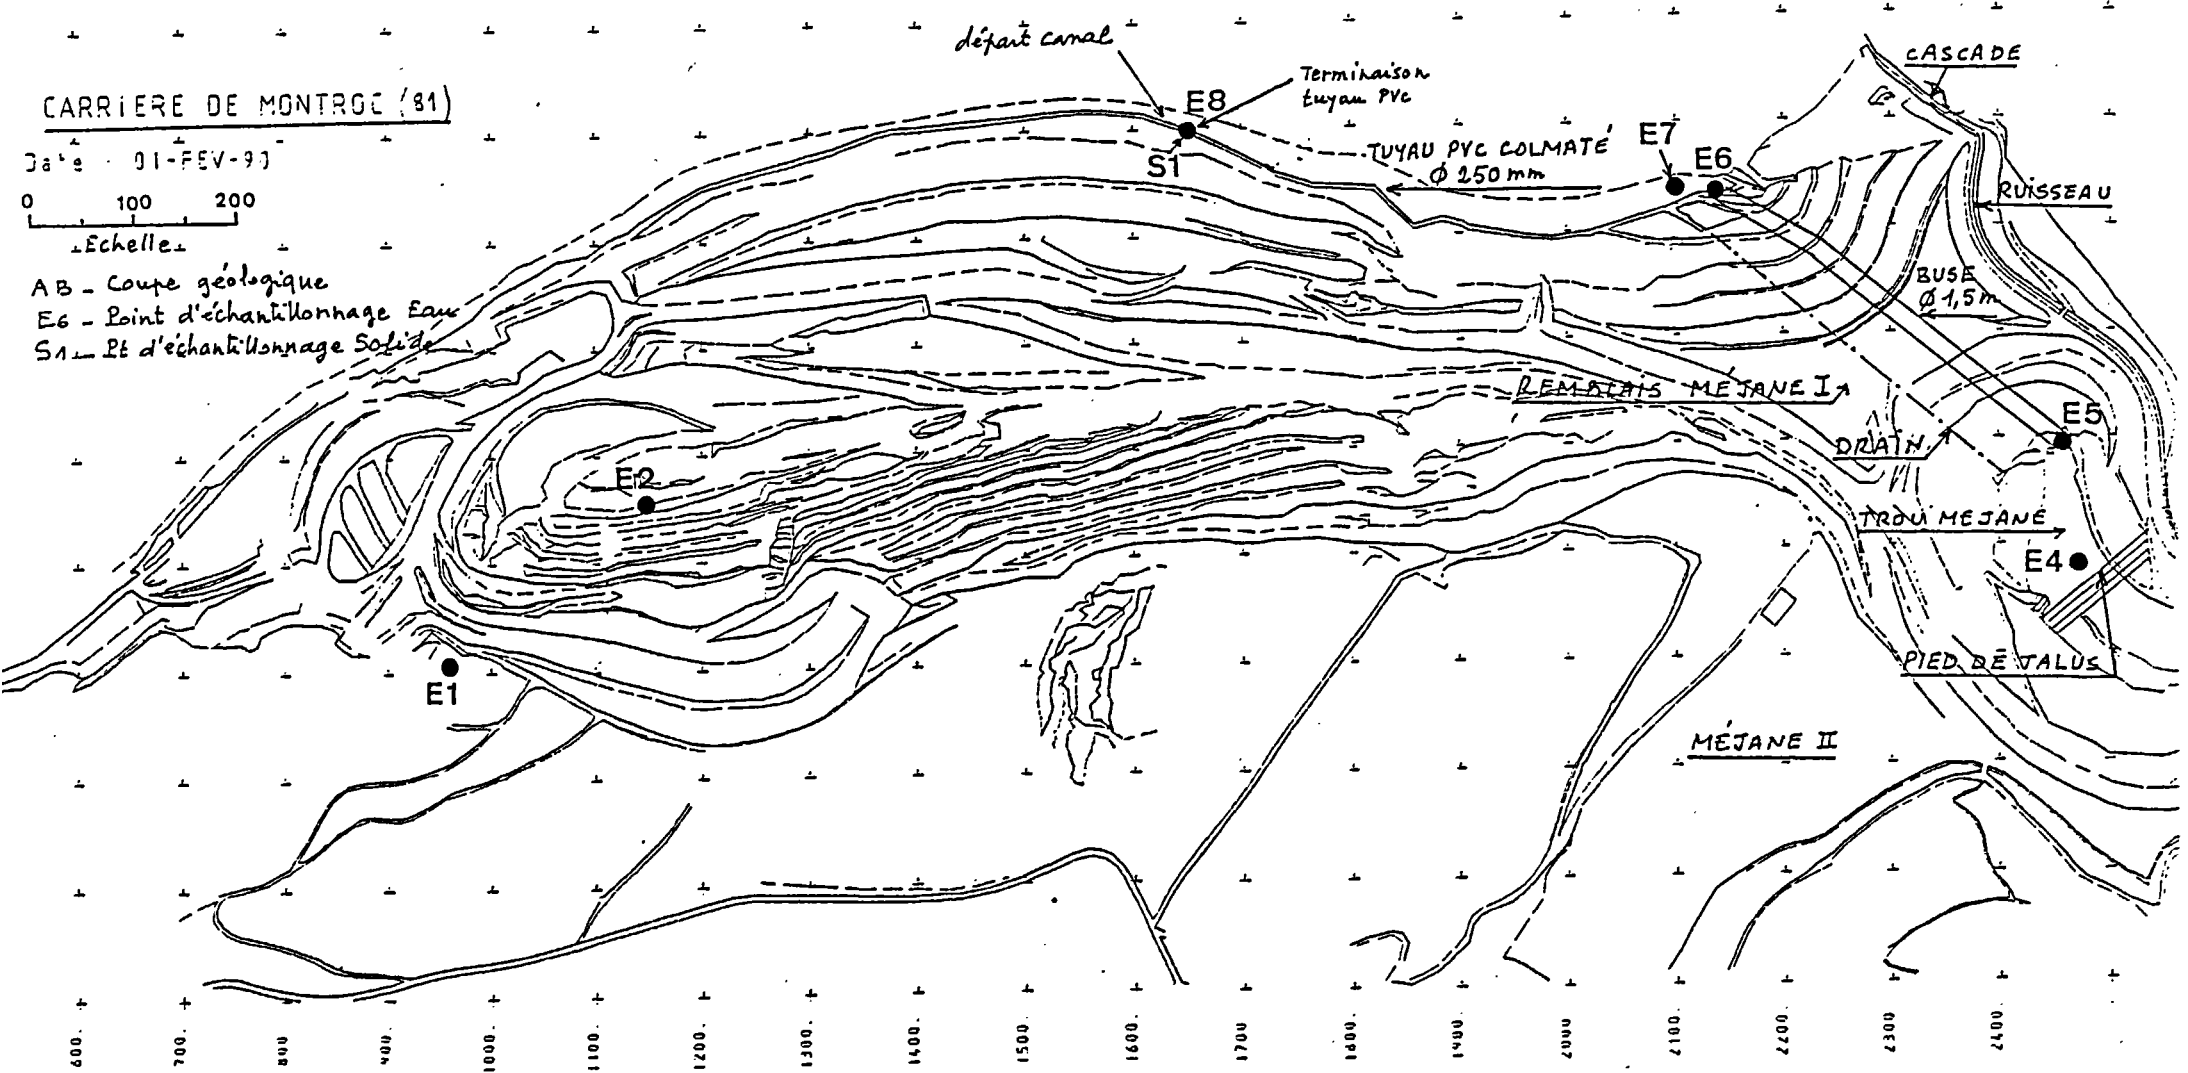 départ canal
CASCADE
Terminaison
tuyau PVC
CARRIERE DE MONTROC (81)
E8
TUYAU PVC COLMATÉ
Ø 250 mm
E7
E6
S1
01-FEV-90
0 100 200
Echelle
RUISSEAU
AB - Coupe géologique
E6 - Point d'échantillonnage Eau
S1 - Pt d'échantillonnage Solide
BUSE
Ø 1,5 m
REMBLAIS MÉJANE I
E5
DRAIN
E2
TROU MEJANE
E4
PIED DE TALUS
E1
MÉJANE II
600. 700. 800 900. 1000. 1100. 1200. 1300. 1400. 1500. 1600. 1700 1800. 1900. 2000 2100. 2200. 2300 2400.